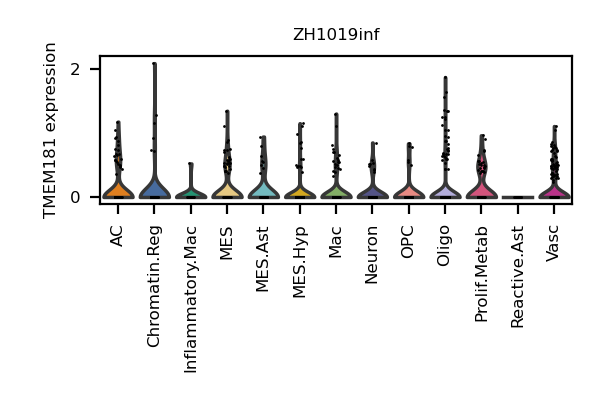 ZH1019inf
TMEM181 expression
2
0
AC
Chromatin.Reg
Inflammatory.Mac
MES
MES.Ast
MES.Hyp
Mac
Neuron
OPC
Oligo
Prolif.Metab
Reactive.Ast
Vasc